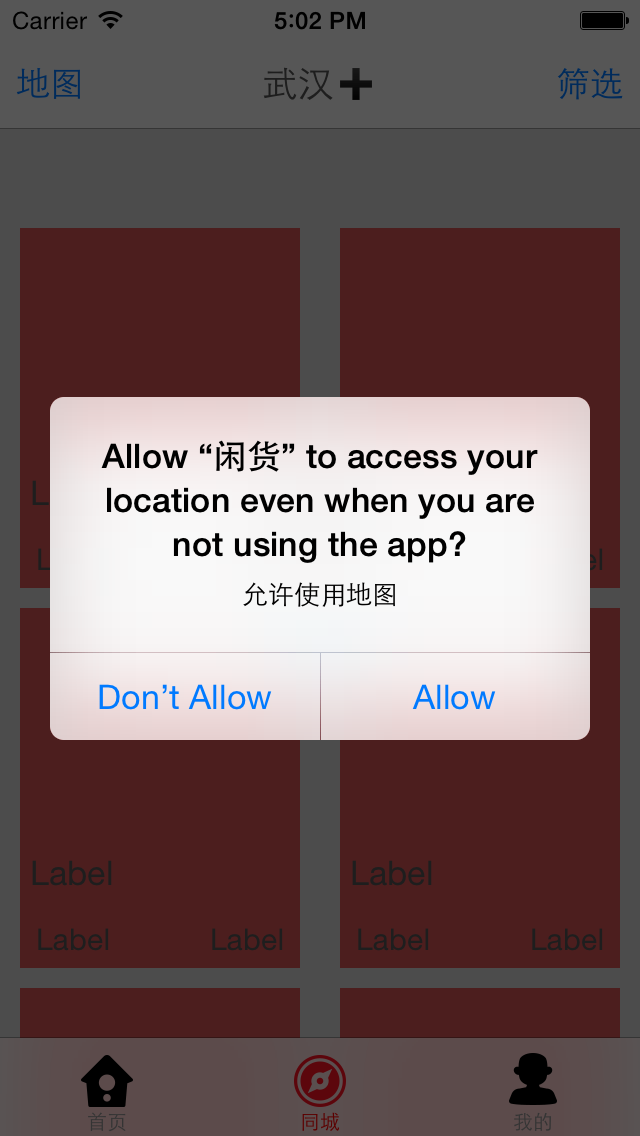 Carrier 5:02 PM
地图 武汉➕ 筛选
Allow “闲货” to access your
location even when you are
not using the app?
允许使用地图
Don’t Allow Allow
Label Label
Label Label Label Label
首页 同城 我的